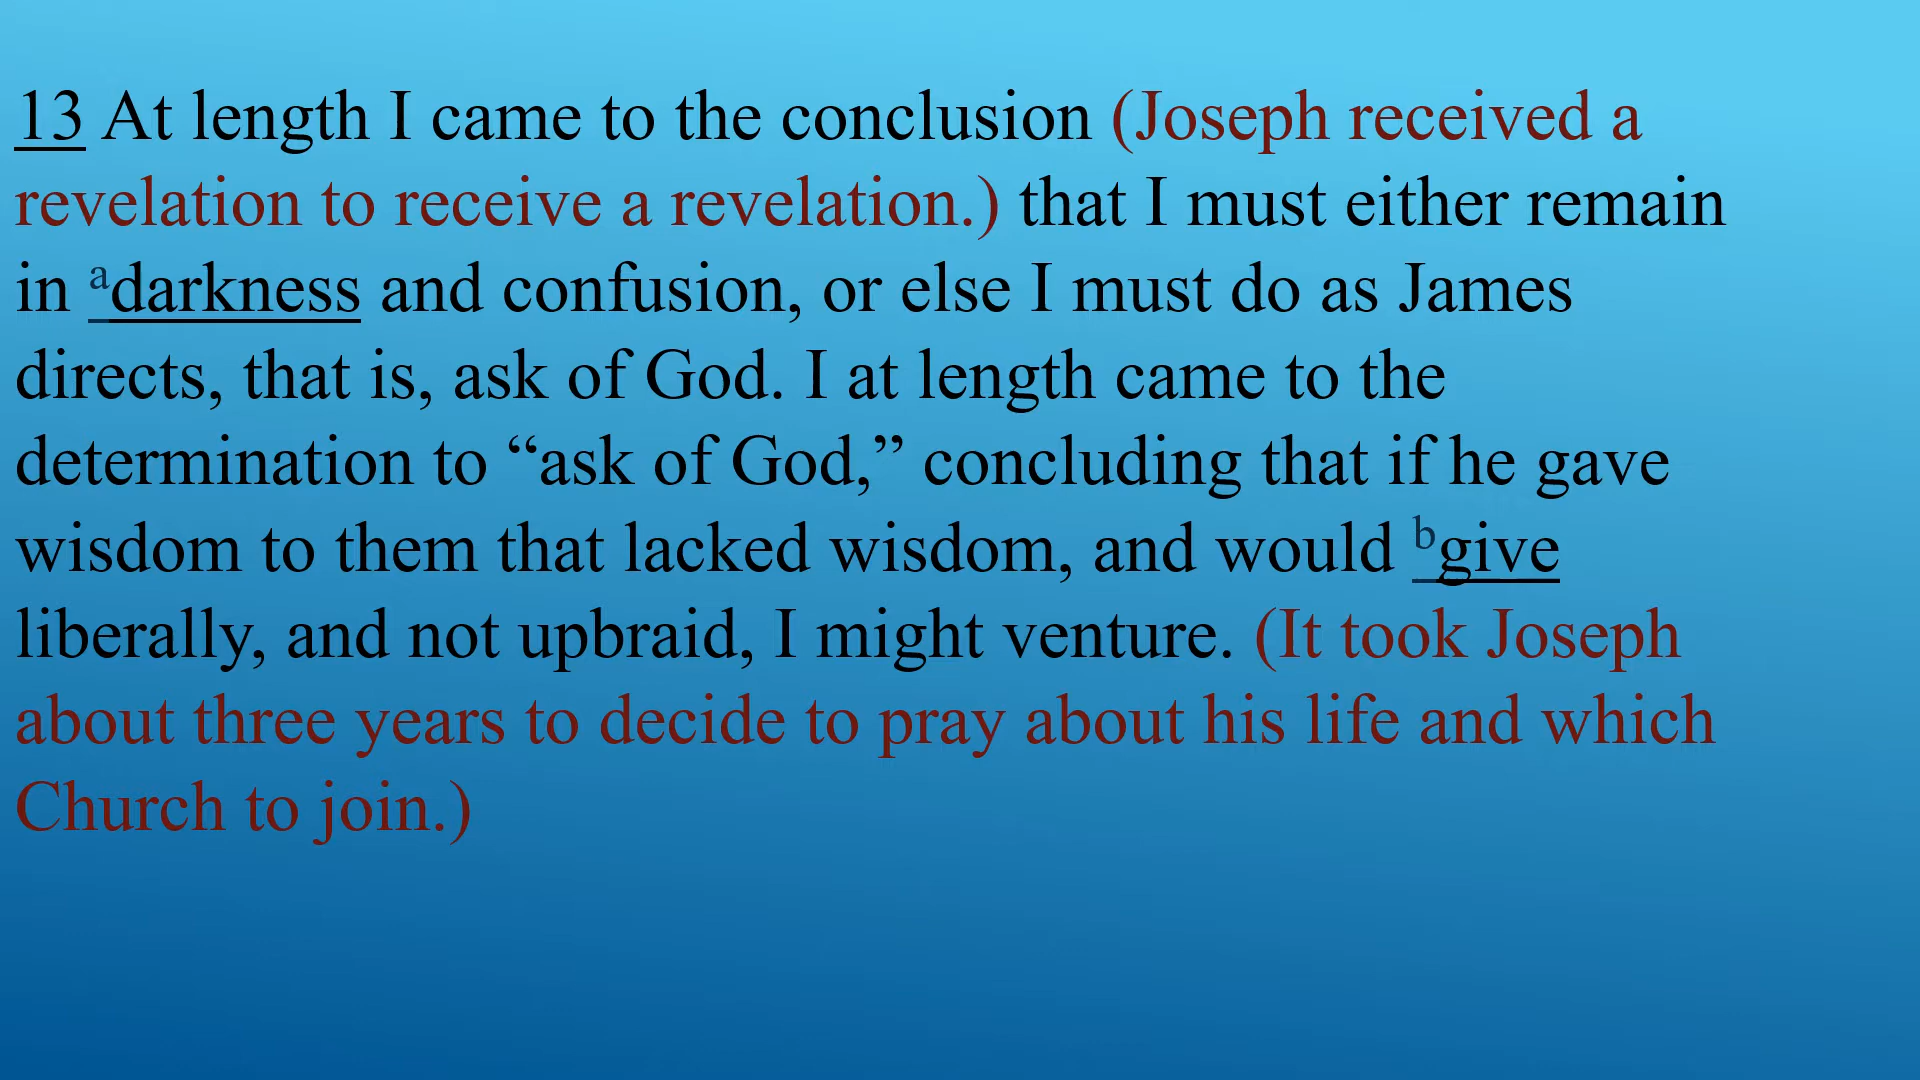 13 At length I came to the conclusion (Joseph received a
revelation to receive a revelation.) that I must either remain
in adarkness and confusion, or else I must do as James
directs, that is, ask of God. I at length came to the
determination to “ask of God,” concluding that if he gave
wisdom to them that lacked wisdom, and would bgive
liberally, and not upbraid, I might venture. (It took Joseph
about three years to decide to pray about his life and which
Church to join.)